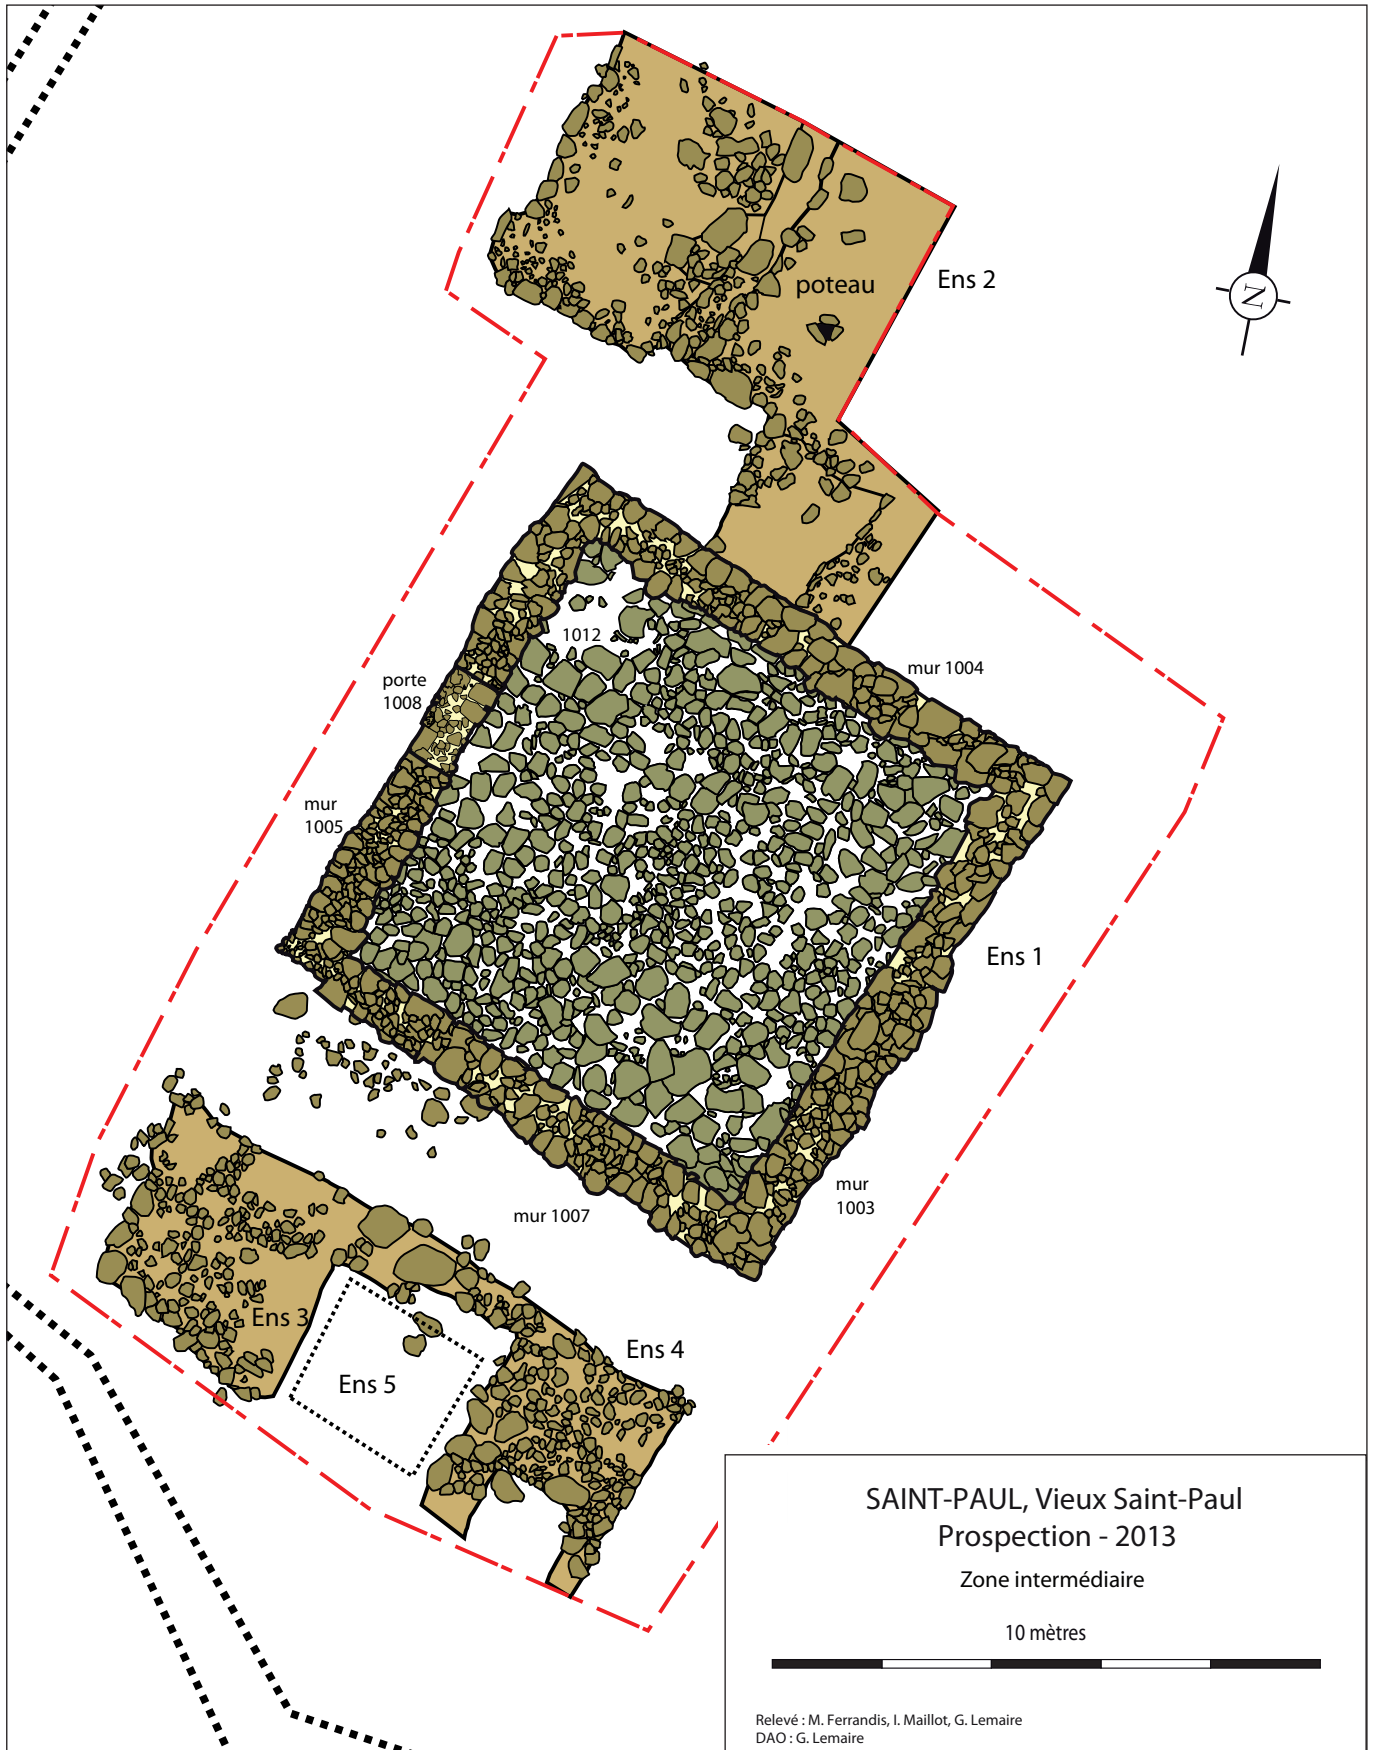 poteau
Ens 2
N
1012
mur 1004
porte
1008
mur
1005
Ens 1
mur
1003
mur 1007
Ens 3
Ens 4
Ens 5
SAINT-PAUL, Vieux Saint-Paul
Prospection - 2013
Zone intermédiaire
10 mètres
Relevé : M. Ferrandis, I. Maillot, G. Lemaire
DAO : G. Lemaire